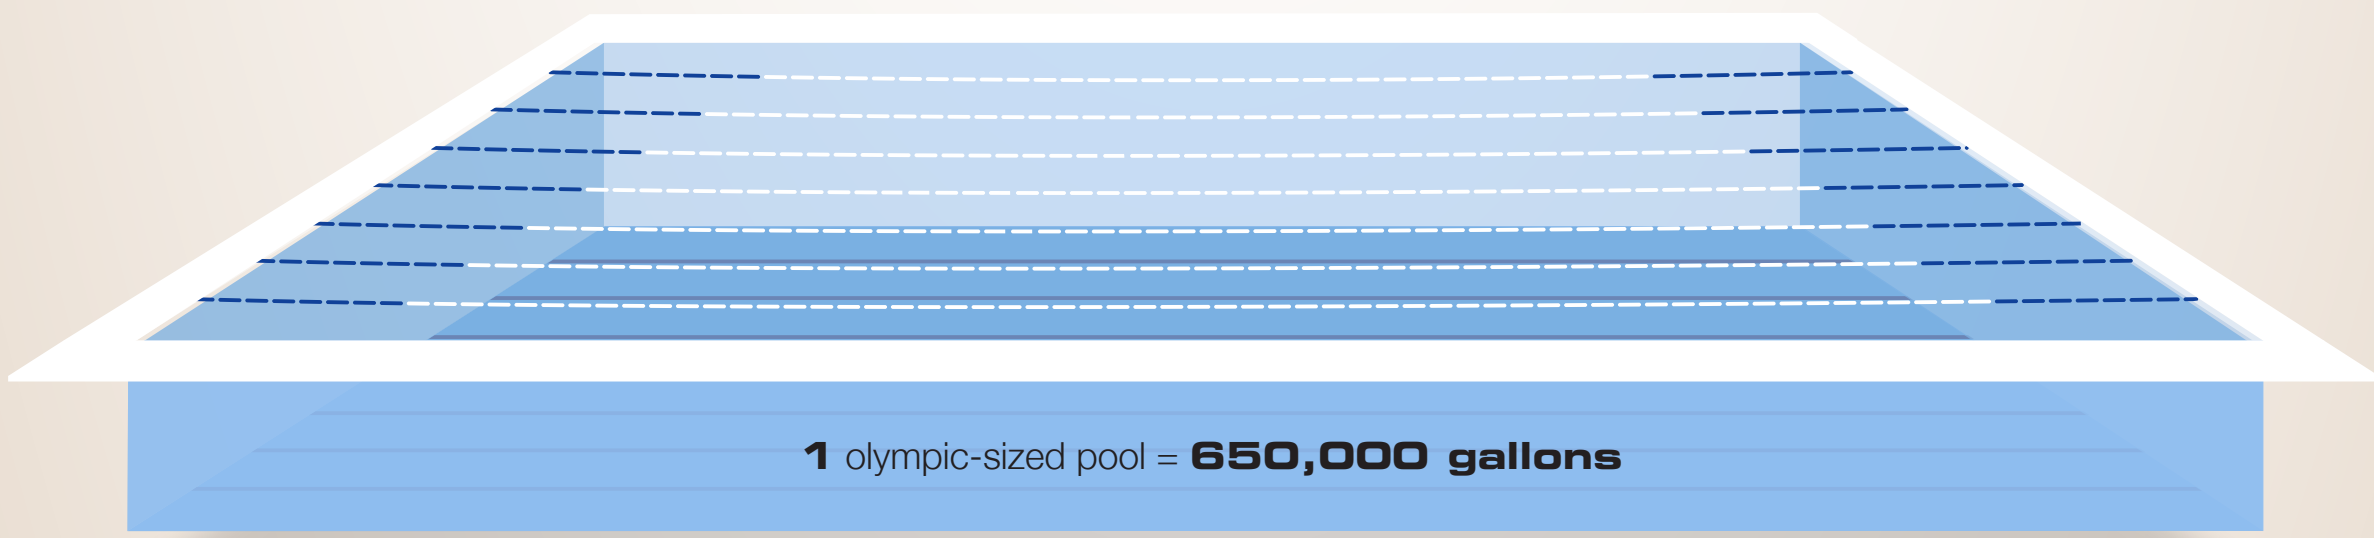 1 olympic-sized pool = 650,000 gallons